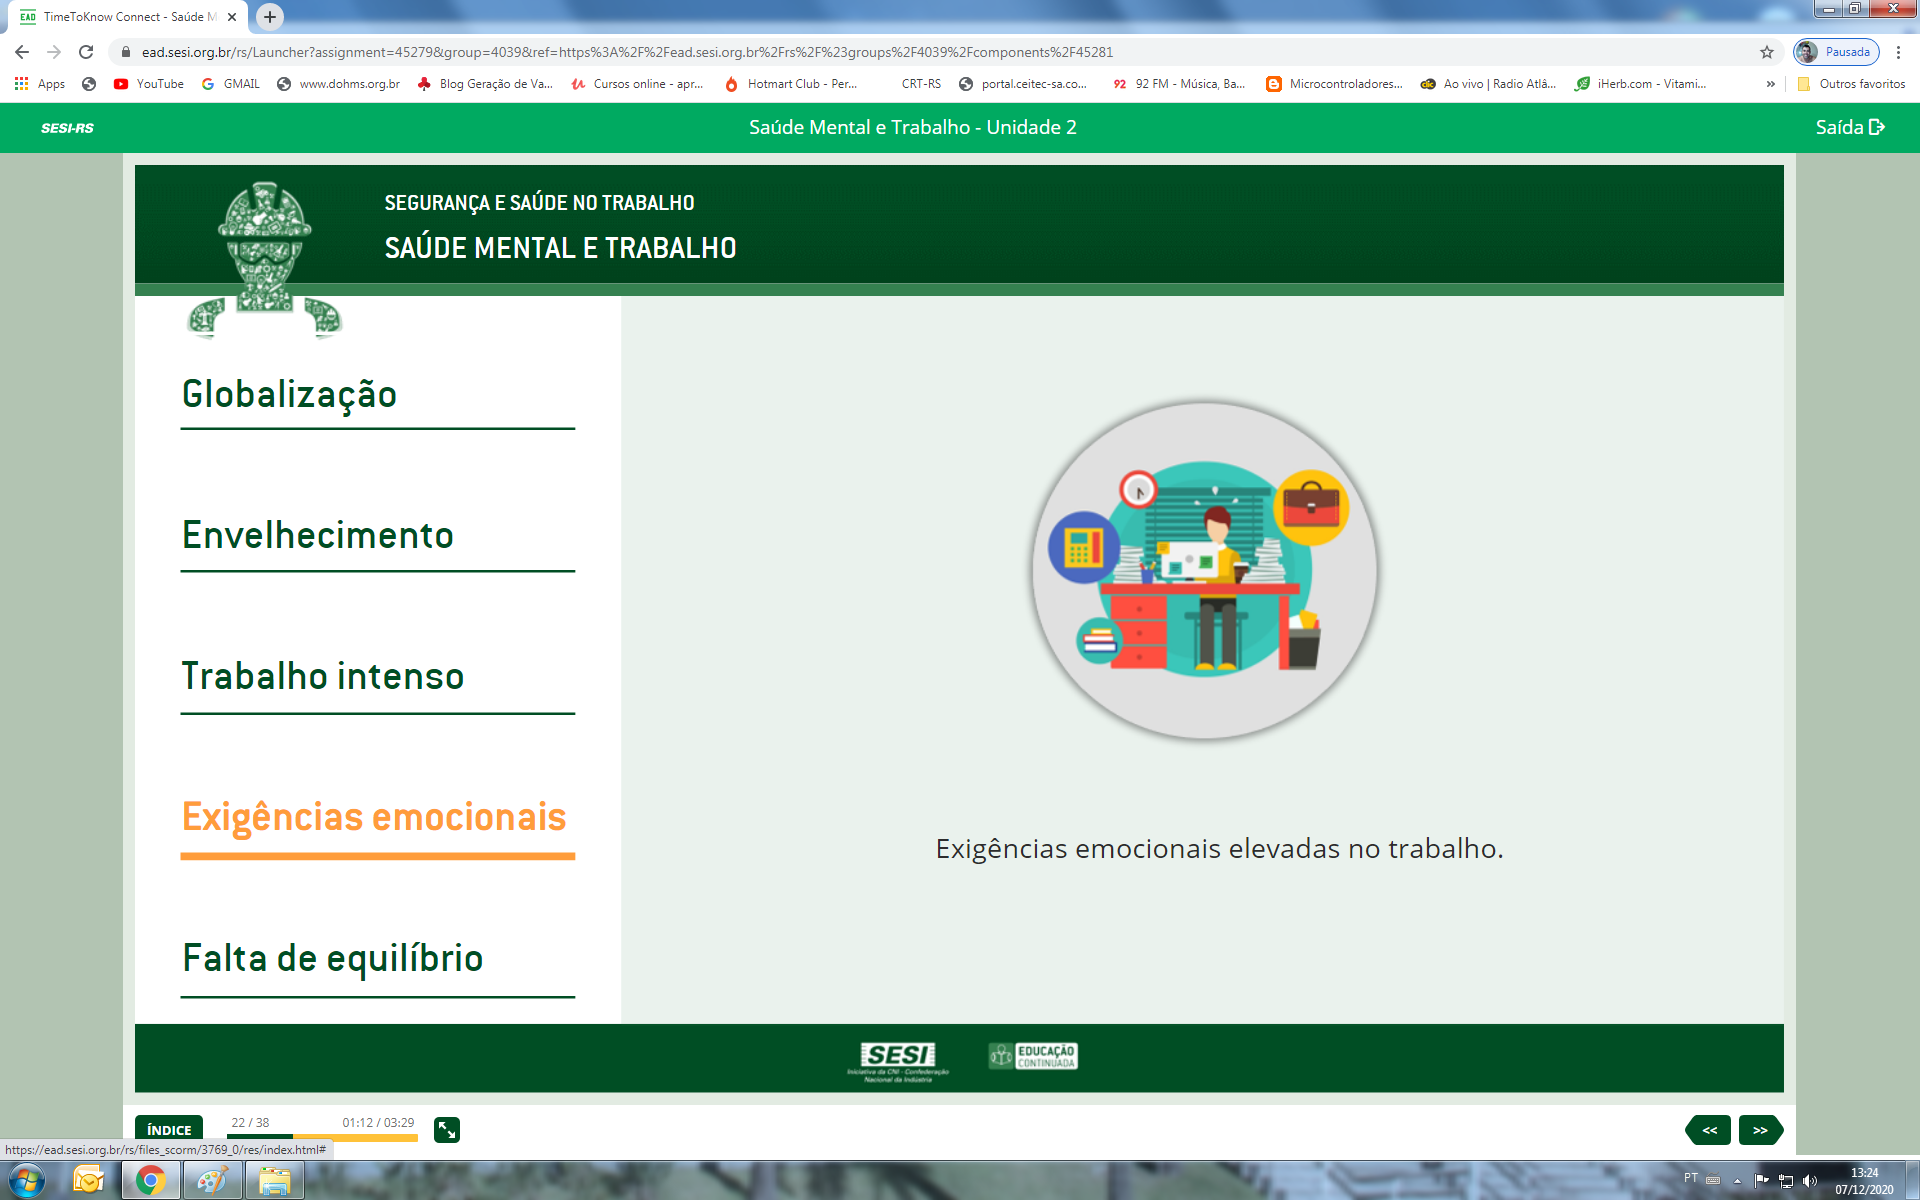 EAD TimeToKnow Connect - Saúde M
ead.sesi.org.br/rs/Launcher?assignment=45279&group=4039&ref=https%3A%2F%2Fead.sesi.org.br%2Frs%2F%23groups%2F4039%2Fcomponents%2F45281
Pausada
Apps YouTube GMAIL www.dohms.org.br Blog Geração de Va... Cursos online - apr... Hotmart Club - Per... CRT-RS portal.ceitec-sa.co... 92 92 FM - Música, Ba... Microcontroladores... Ao vivo | Radio Atlâ... iHerb.com - Vitami... » Outros favoritos
SESI-RS Saúde Mental e Trabalho - Unidade 2 Saída
SEGURANÇA E SAÚDE NO TRABALHO
SAÚDE MENTAL E TRABALHO
Globalização
Envelhecimento
Trabalho intenso
Exigências emocionais
Falta de equilíbrio
Exigências emocionais elevadas no trabalho.
SESI
Iniciativa da CNI - Confederação
Nacional da Indústria
EDUCAÇÃO
CONTINUADA
ÍNDICE 22 / 38 01:12 / 03:29 << >>
https://ead.sesi.org.br/rs/files_scorm/3769_0/res/index.html#
PT 13:24
07/12/2020